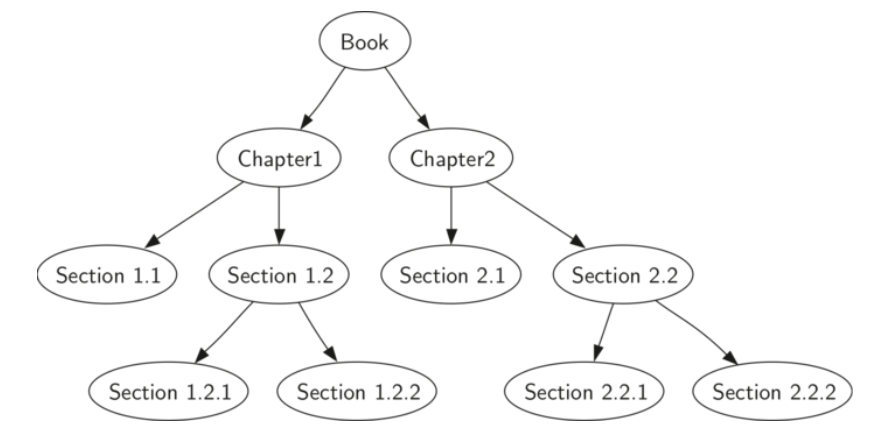 Book
Chapter1
Chapter2
Section 1.1
Section 1.2
Section 2.1
Section 2.2
Section 1.2.1
Section 1.2.2
Section 2.2.1
Section 2.2.2